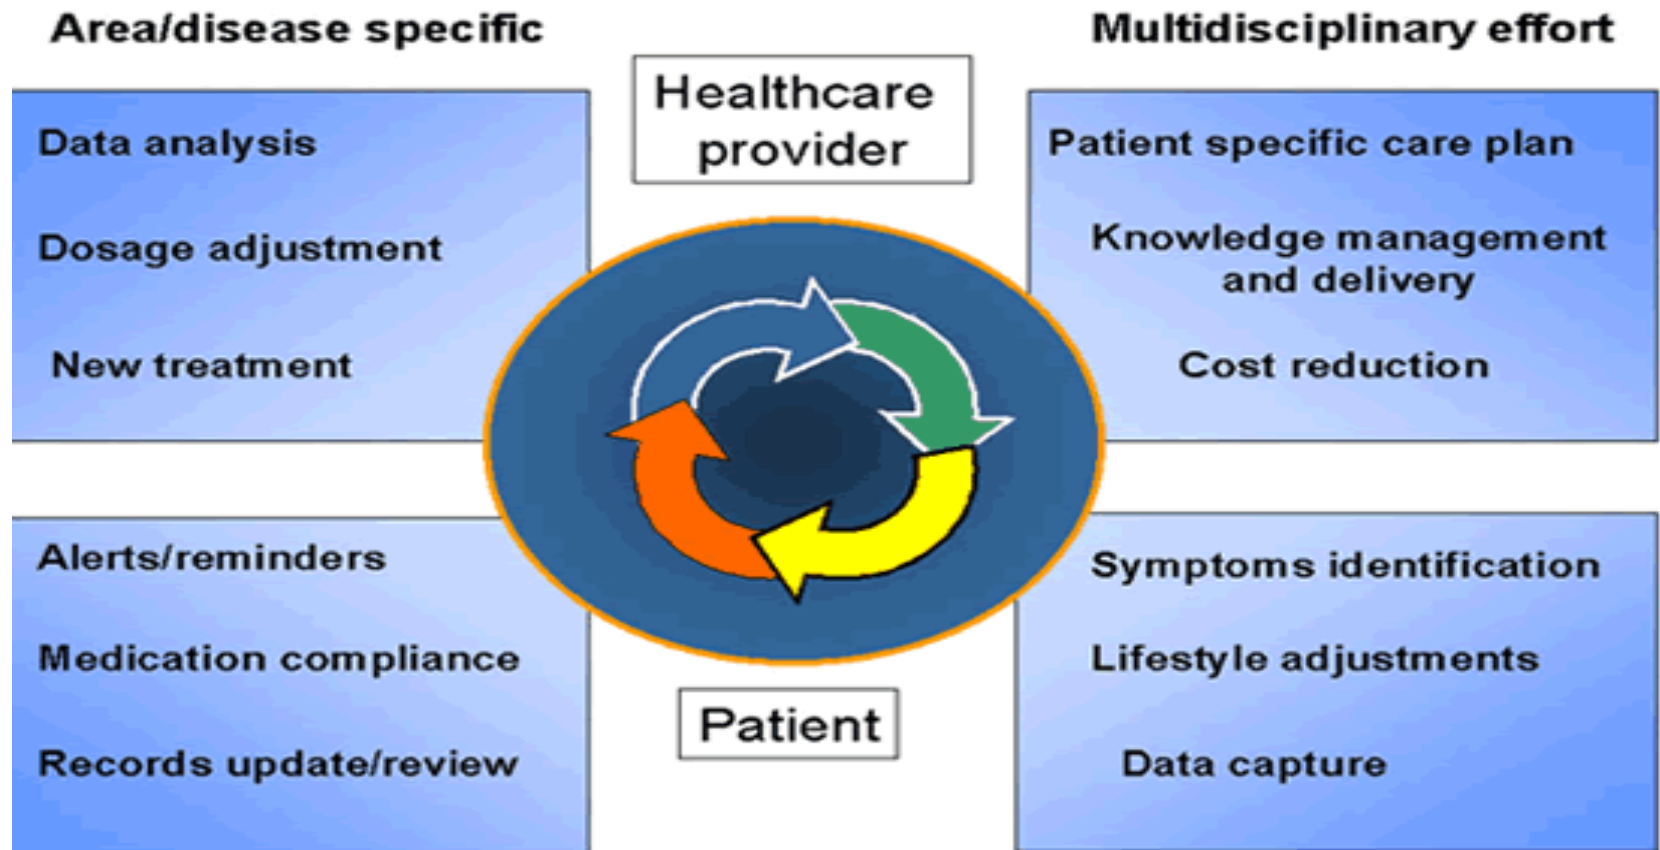 Area/disease specific
Multidisciplinary effort
Healthcare
provider
Data analysis
Dosage adjustment
New treatment
Patient specific care plan
Knowledge management
and delivery
Cost reduction
Alerts/reminders
Medication compliance
Records update/review
Symptoms identification
Lifestyle adjustments
Data capture
Patient